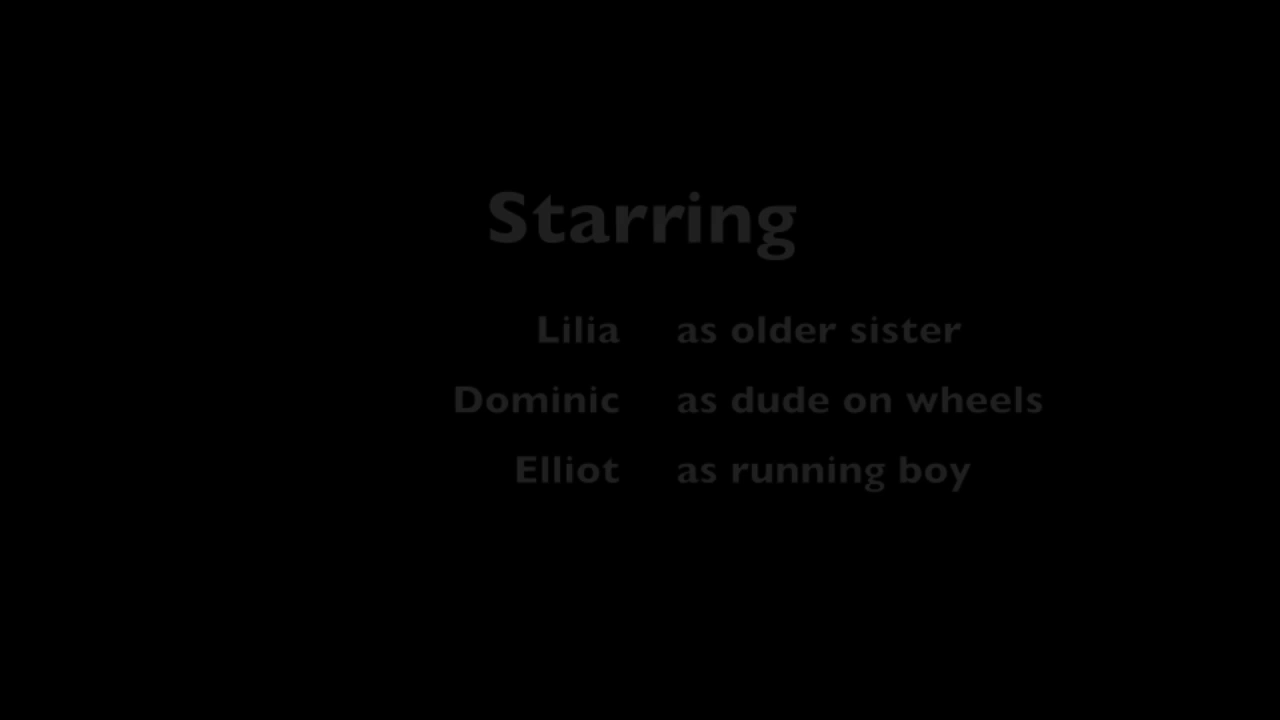 Starring
Lilia as older sister
Dominic as dude on wheels
Elliot as running boy